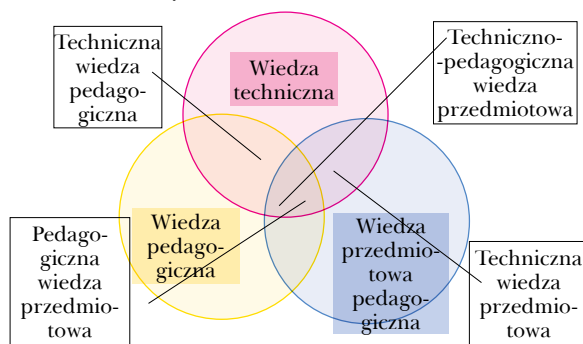 Techniczna
wiedza
pedago-
giczna
Wiedza
techniczna
Techniczno-
-pedagogiczna
wiedza
przedmiotowa
Pedago-
giczna
wiedza
przedmio-
towa
Wiedza
pedago-
giczna
Wiedza
przedmio-
towa
pedago-
giczna
Techniczna
wiedza
przedmio-
towa